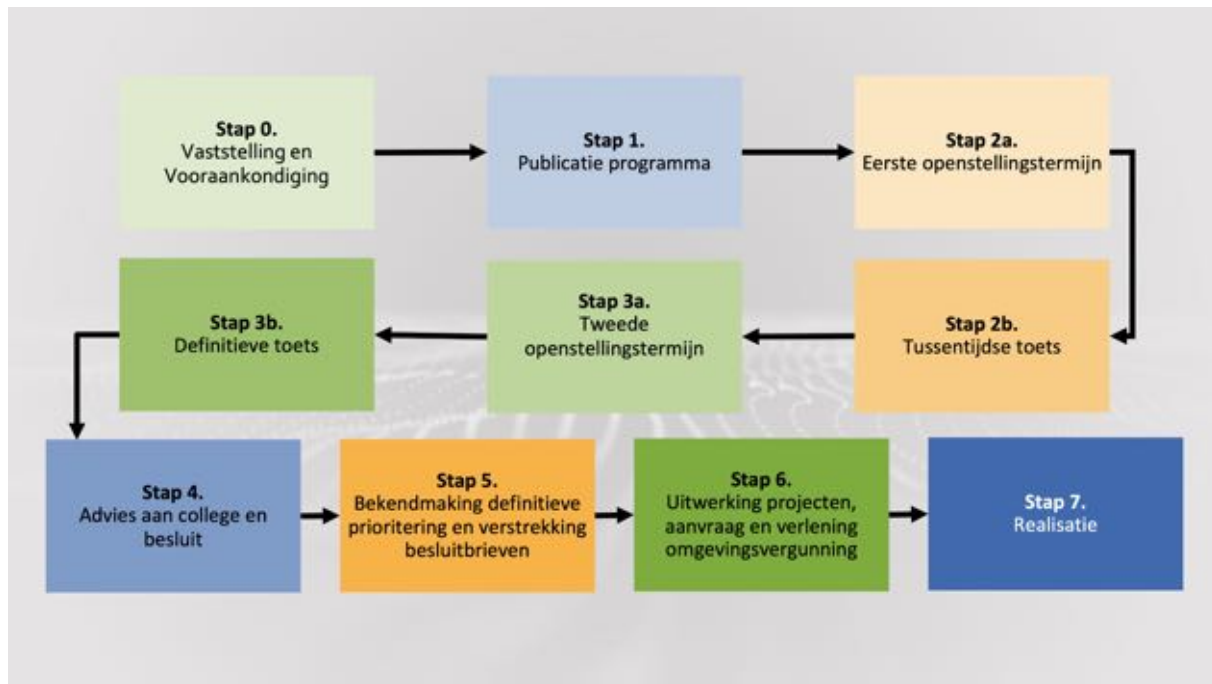 Stap 0.
Vaststelling en
Vooraankondiging
Stap 1.
Publicatie programma
Stap 2a.
Eerste openstellingstermijn
Stap 2b.
Tussentijdse toets
Stap 3a.
Tweede
openstellingstermijn
Stap 3b.
Definitieve toets
Stap 4.
Advies aan college en
besluit
Stap 5.
Bekendmaking definitieve
prioritering en verstrekking
besluitbrieven
Stap 6.
Uitwerking projecten,
aanvraag en verlening
omgevingsvergunning
Stap 7.
Realisatie